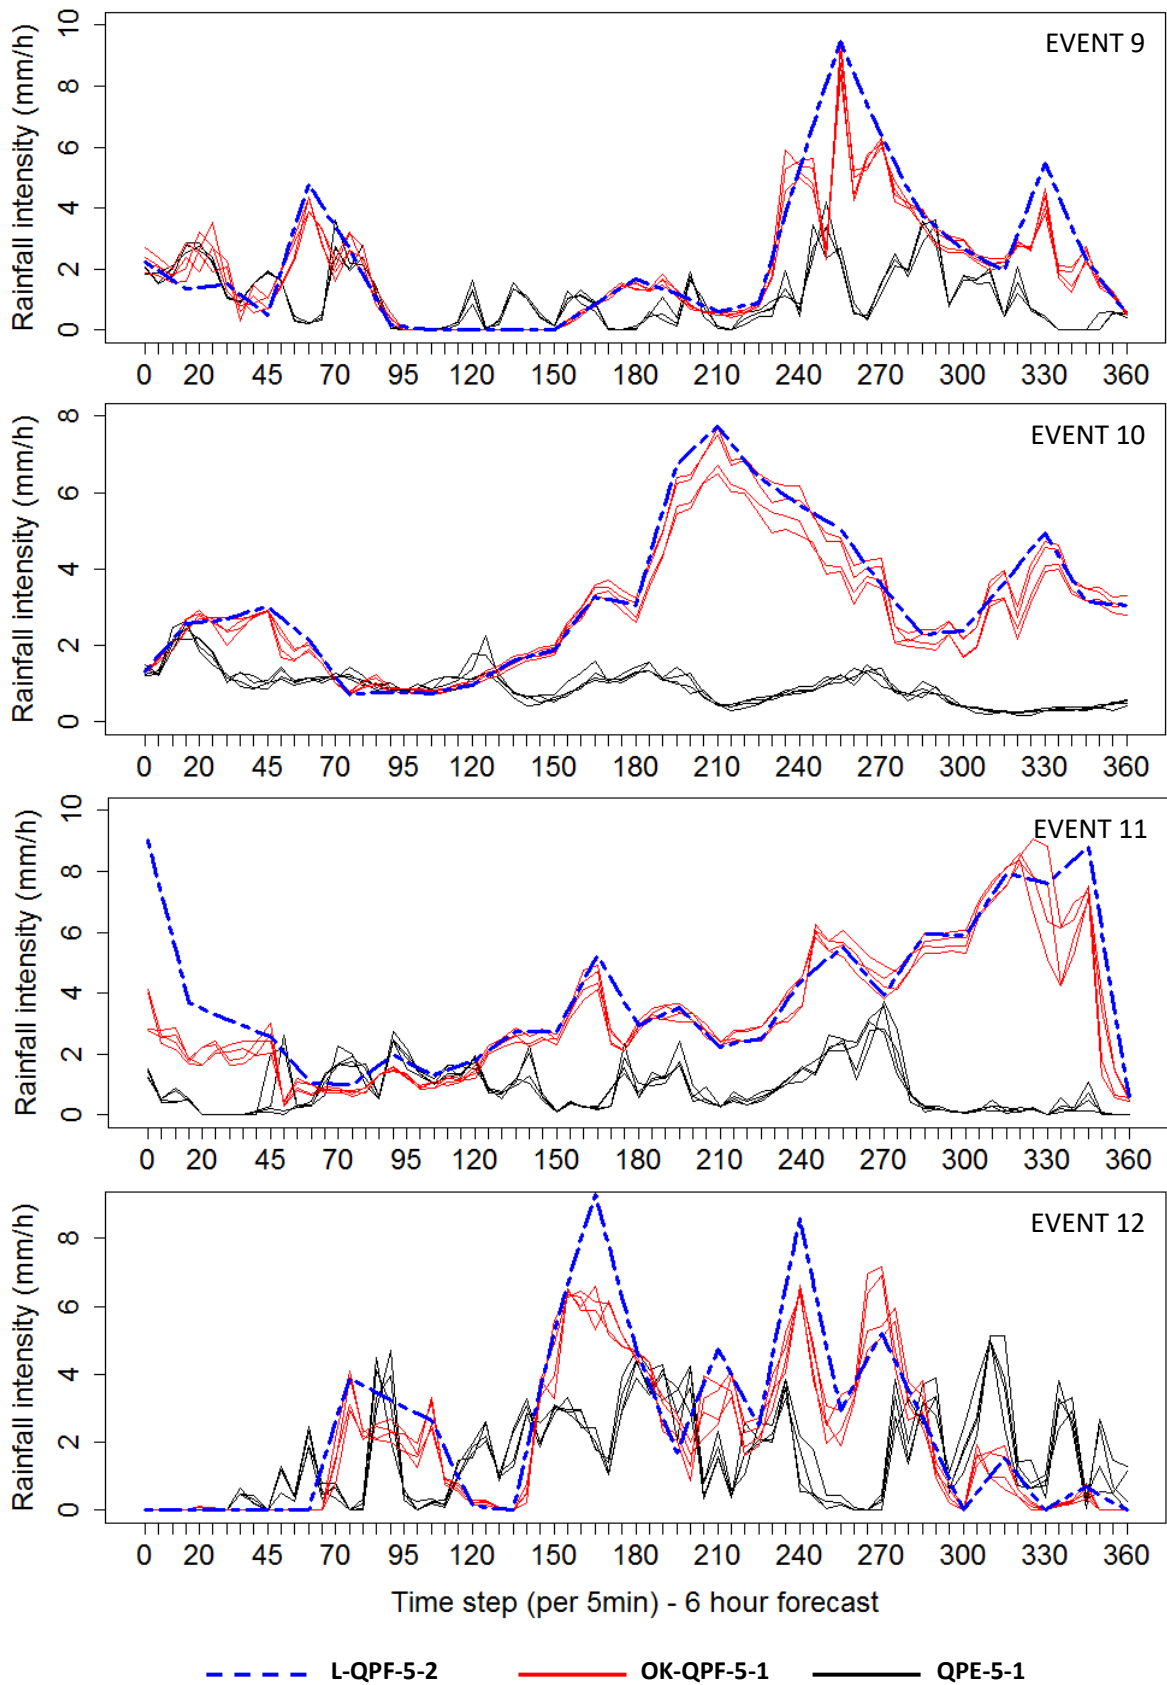 Rainfall intensity (mm/h)
10
8
6
4
2
0
EVENT 9
0 20 45 70 95 120 150 180 210 240 270 300 330 360
Rainfall intensity (mm/h)
8
6
4
2
0
EVENT 10
0 20 45 70 95 120 150 180 210 240 270 300 330 360
Rainfall intensity (mm/h)
10
8
6
4
2
0
EVENT 11
0 20 45 70 95 120 150 180 210 240 270 300 330 360
Rainfall intensity (mm/h)
8
6
4
2
0
EVENT 12
0 20 45 70 95 120 150 180 210 240 270 300 330 360
Time step (per 5min) - 6 hour forecast
L-QPF-5-2 OK-QPF-5-1 QPE-5-1